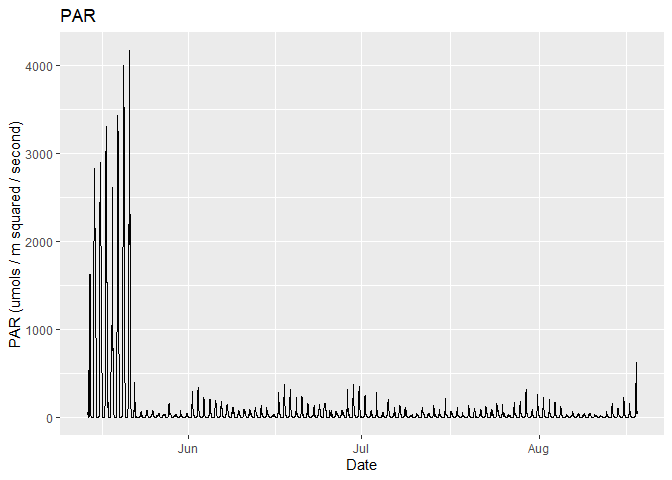 PAR
4000
3000
2000
1000
0
PAR (umols / m squared / second)
Jun
Jul
Aug
Date